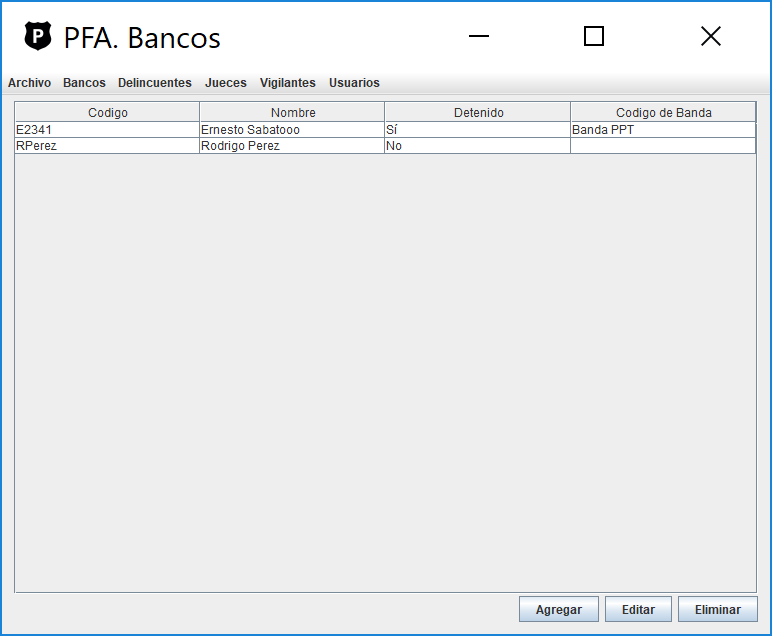 P PFA. Bancos
Archivo Bancos Delincuentes Jueces Vigilantes Usuarios
Codigo Nombre Detenido Codigo de Banda
E2341 Ernesto Sabatooo Sí Banda PPT
RPerez Rodrigo Perez No
Agregar Editar Eliminar